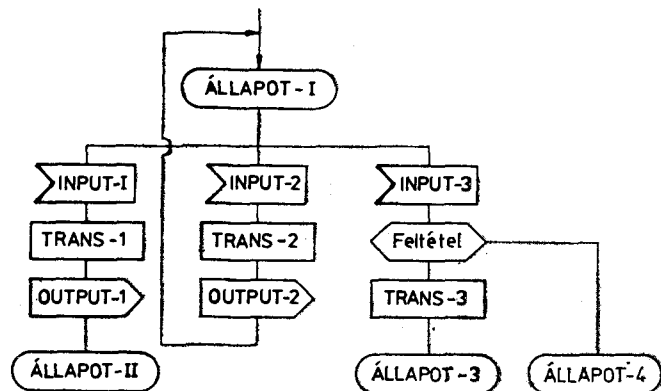 ÁLLAPOT-I
INPUT-I
INPUT-2
INPUT-3
TRANS-1
TRANS-2
Feltétel
OUTPUT-1
OUTPUT-2
TRANS-3
ÁLLAPOT-II
ÁLLAPOT-3
ÁLLAPOT-4